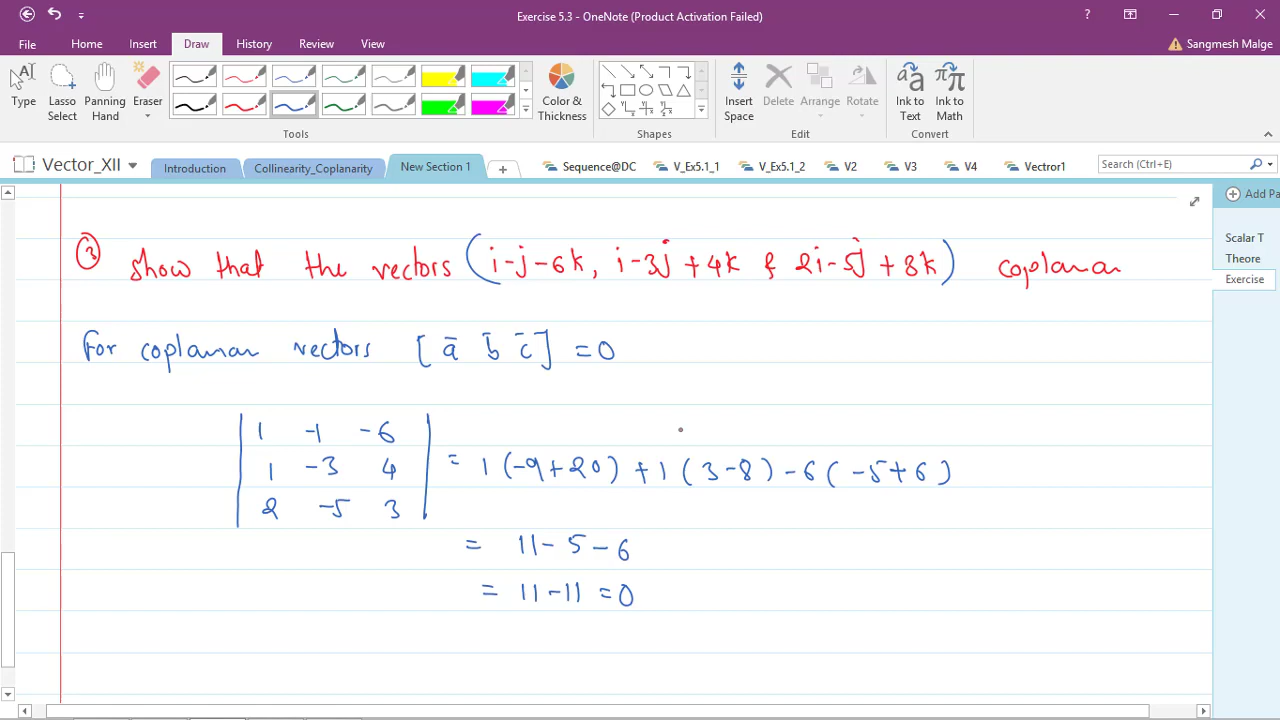 Exercise 5.3 - OneNote (Product Activation Failed)
File Home Insert Draw History Review View Sangmesh Malge
Type Lasso Select Panning Hand Eraser Color & Thickness Insert Space Delete Arrange Rotate Ink to Text Ink to Math
Tools Shapes Edit Convert
Vector_XII Introduction Collinearity_Coplanarity New Section 1 Sequence@DC V_Ex5.1_1 V_Ex5.1_2 V2 V3 V4 Vectror1 Search (Ctrl+E)
Add Pa
Scalar T
Theore
Exercise
③ show that the vectors (i-j-6k, i-3j+4k & 2i-5j+3k) coplanar
For coplanar vectors [a̅ b̅ c̅] = 0
| 1 -1 -6 |
| 1 -3 4 | = 1(-9+20) + 1(3-8) - 6(-5+6)
| 2 -5 3 |
= 11-5-6
= 11-11 = 0